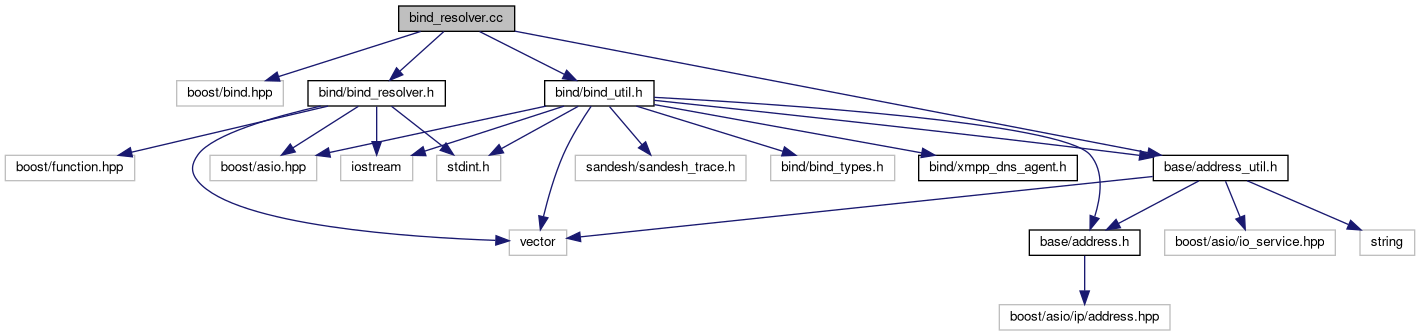 bind_resolver.cc
boost/bind.hpp
bind/bind_resolver.h
bind/bind_util.h
boost/function.hpp
boost/asio.hpp
iostream
stdint.h
sandesh/sandesh_trace.h
bind/bind_types.h
bind/xmpp_dns_agent.h
base/address_util.h
vector
base/address.h
boost/asio/io_service.hpp
string
boost/asio/ip/address.hpp